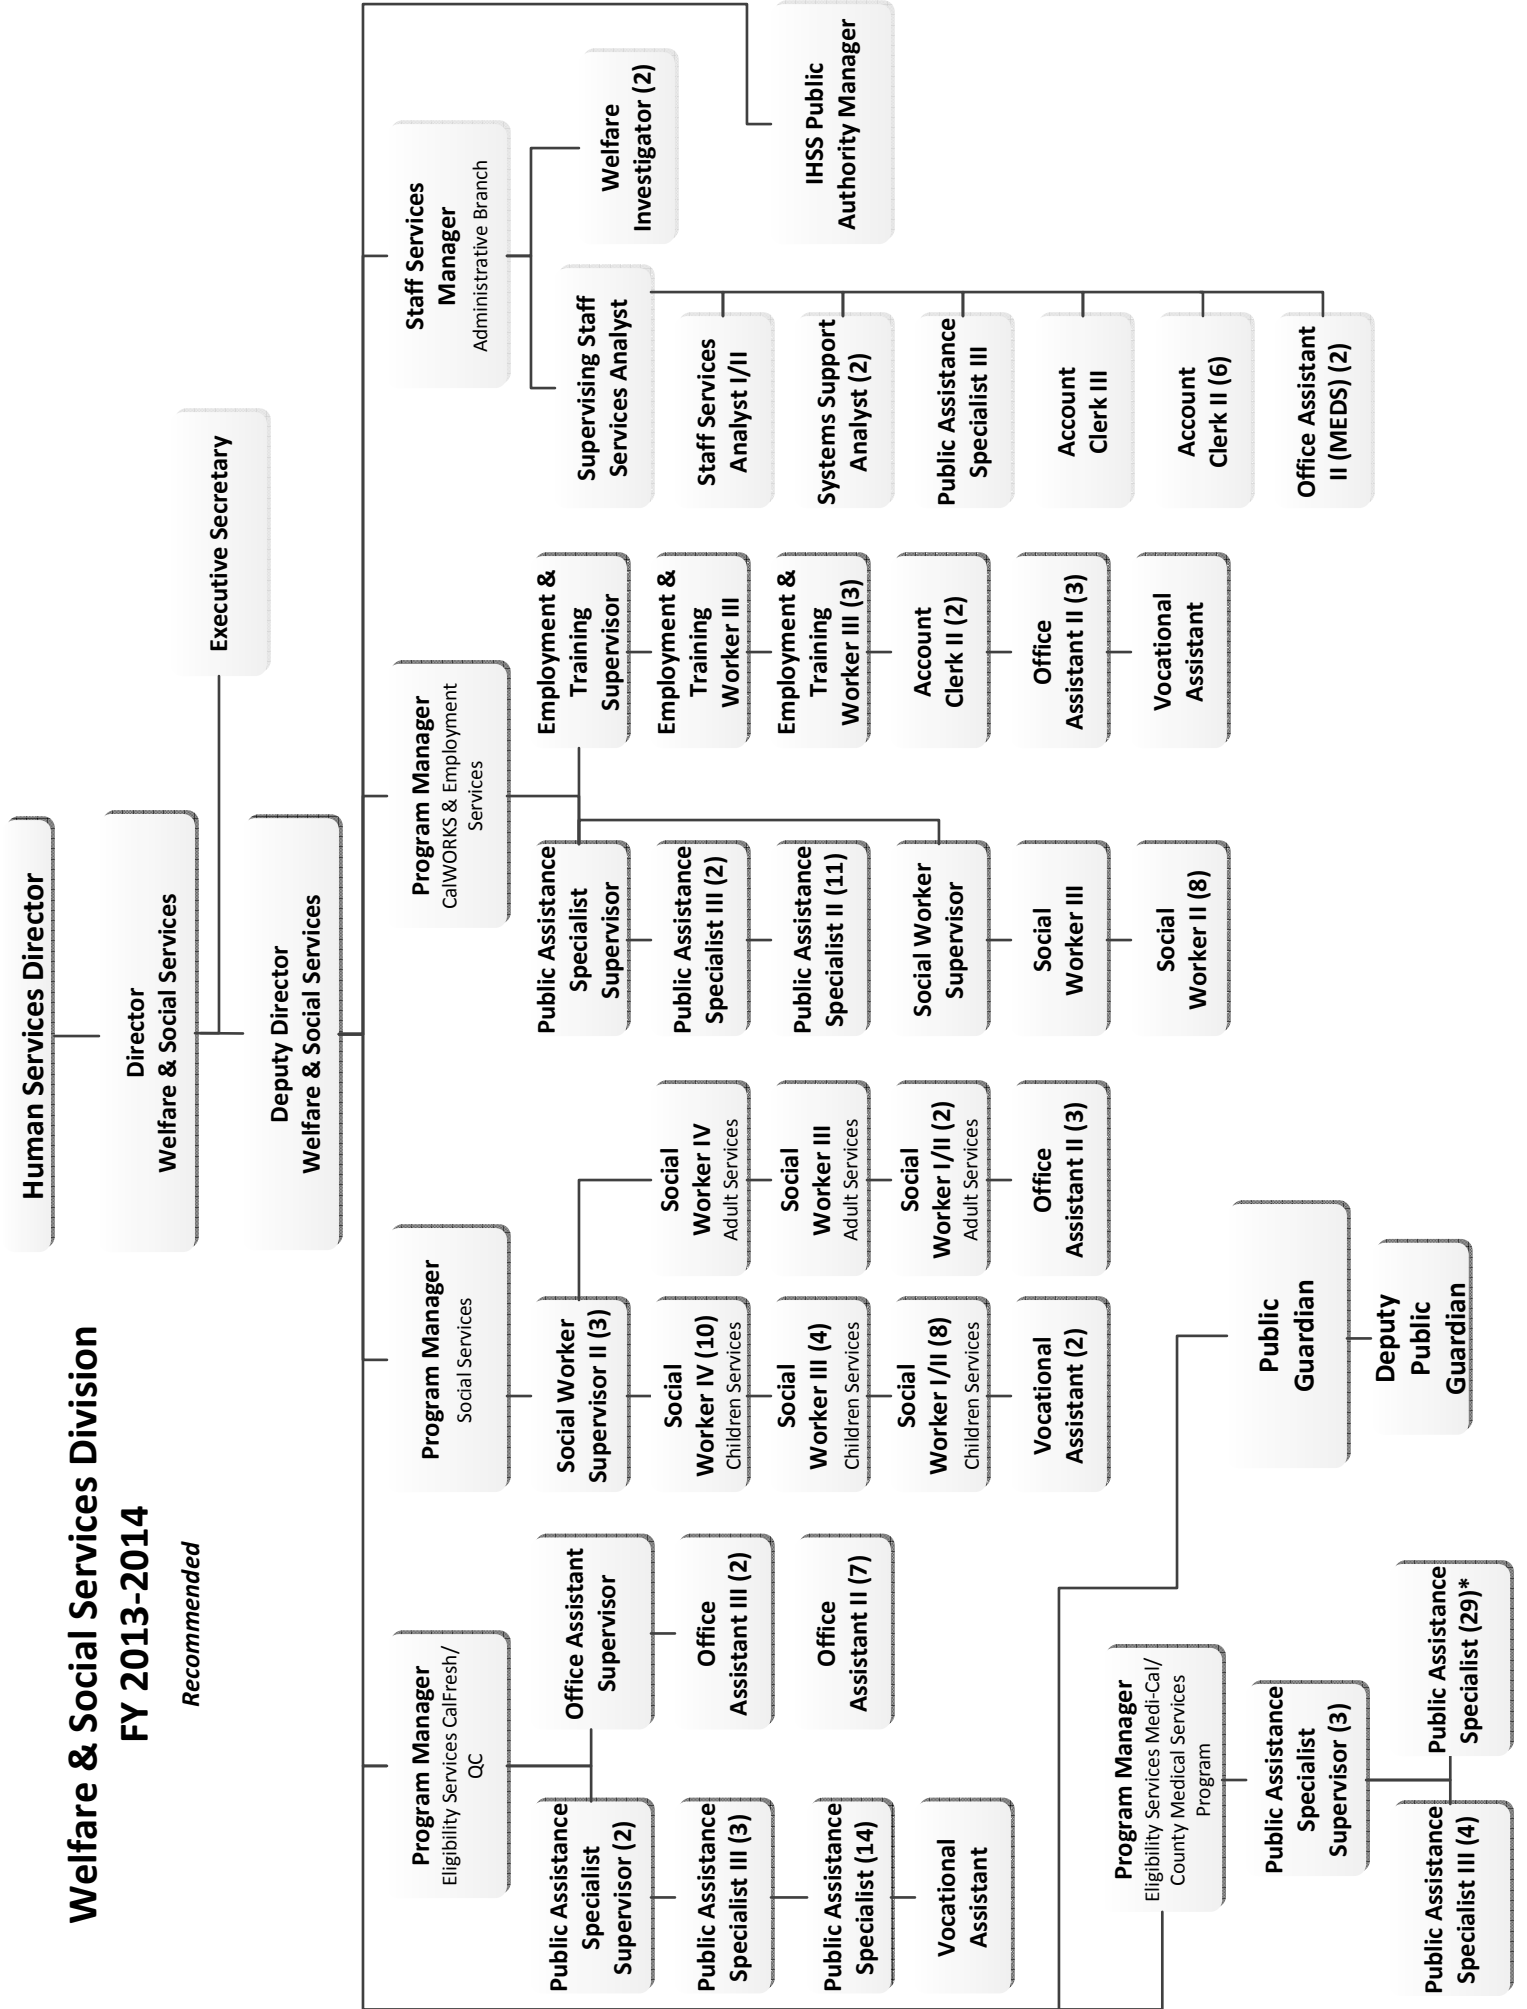 Welfare & Social Services Division
FY 2013-2014
Recommended
Human Services Director
Director
Welfare & Social Services
Executive Secretary
Deputy Director
Welfare & Social Services
Program Manager
Eligibility Services CalFresh/
QC
Public Assistance
Specialist
Supervisor (2)
Public Assistance
Specialist III (3)
Public Assistance
Specialist (14)
Vocational
Assistant
Office Assistant
Supervisor
Office
Assistant III (2)
Office
Assistant II (7)
Program Manager
Social Services
Social Worker
Supervisor II (3)
Social
Worker IV (10)
Children Services
Social
Worker III (4)
Children Services
Social
Worker I/II (8)
Children Services
Vocational
Assistant (2)
Social
Worker IV
Adult Services
Social
Worker III
Adult Services
Social
Worker I/II (2)
Adult Services
Office
Assistant II (3)
Program Manager
CalWORKS & Employment
Services
Public Assistance
Specialist
Supervisor
Public Assistance
Specialist III (2)
Public Assistance
Specialist II (11)
Social Worker
Supervisor
Social
Worker III
Social
Worker II (8)
Employment &
Training
Supervisor
Employment &
Training
Worker III
Employment &
Training
Worker III (3)
Account
Clerk II (2)
Office
Assistant II (3)
Vocational
Assistant
Staff Services
Manager
Administrative Branch
Supervising Staff
Services Analyst
Staff Services
Analyst I/II
Systems Support
Analyst (2)
Public Assistance
Specialist III
Account
Clerk III
Account
Clerk II (6)
Office Assistant
II (MEDS) (2)
Welfare
Investigator (2)
IHSS Public
Authority Manager
Program Manager
Eligibility Services Medi-Cal/
County Medical Services
Program
Public Assistance
Specialist
Supervisor (3)
Public Assistance
Specialist III (4)
Public Assistance
Specialist (29)*
Public
Guardian
Deputy
Public
Guardian